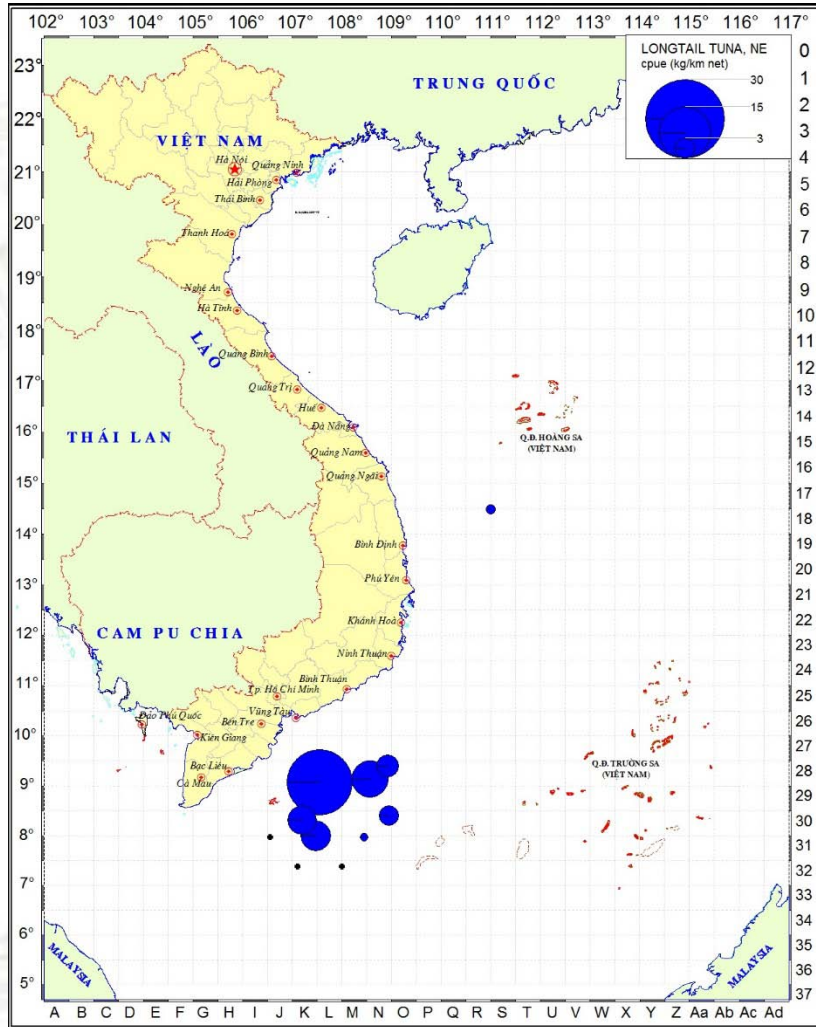 102 103 104 105 106 107 108 109 110 111 112 113 114 115 116 117°
LONGTAIL TUNA, NE
cpue (kg/km net)
30
15
3
23°
22°
21°
20°
19°
18°
17°
16°
15°
14°
13°
12°
11°
10°
9°
8°
7°
6°
5°
0
1
2
3
4
5
6
7
8
9
10
11
12
13
14
15
16
17
18
19
20
21
22
23
24
25
26
27
28
29
30
31
32
33
34
35
36
37
TRUNG QUỐC
VIỆT NAM
Hà Nội
Quảng Ninh
Hải Phòng
Thái Bình
Thanh Hoá
Nghệ An
Hà Tĩnh
LÀO
Quảng Bình
Quảng Trị
Huế
Đà Nẵng
THÁI LAN
Q.Đ. HOÀNG SA
(VIỆT NAM)
Quảng Nam
Quảng Ngãi
Bình Định
Phú Yên
Khánh Hoà
CAM PU CHIA
Ninh Thuận
Bình Thuận
Tp. Hồ Chí Minh
Vũng Tàu
Đảo Phú Quốc
Bến Tre
Kiên Giang
Q.Đ. TRƯỜNG SA
(VIỆT NAM)
Bạc Liêu
Cà Mau
MALAYSIA
MALAYSIA
A B C D E F G H I J K L M N O P Q R S T U V W X Y Z Aa Ab Ac Ad